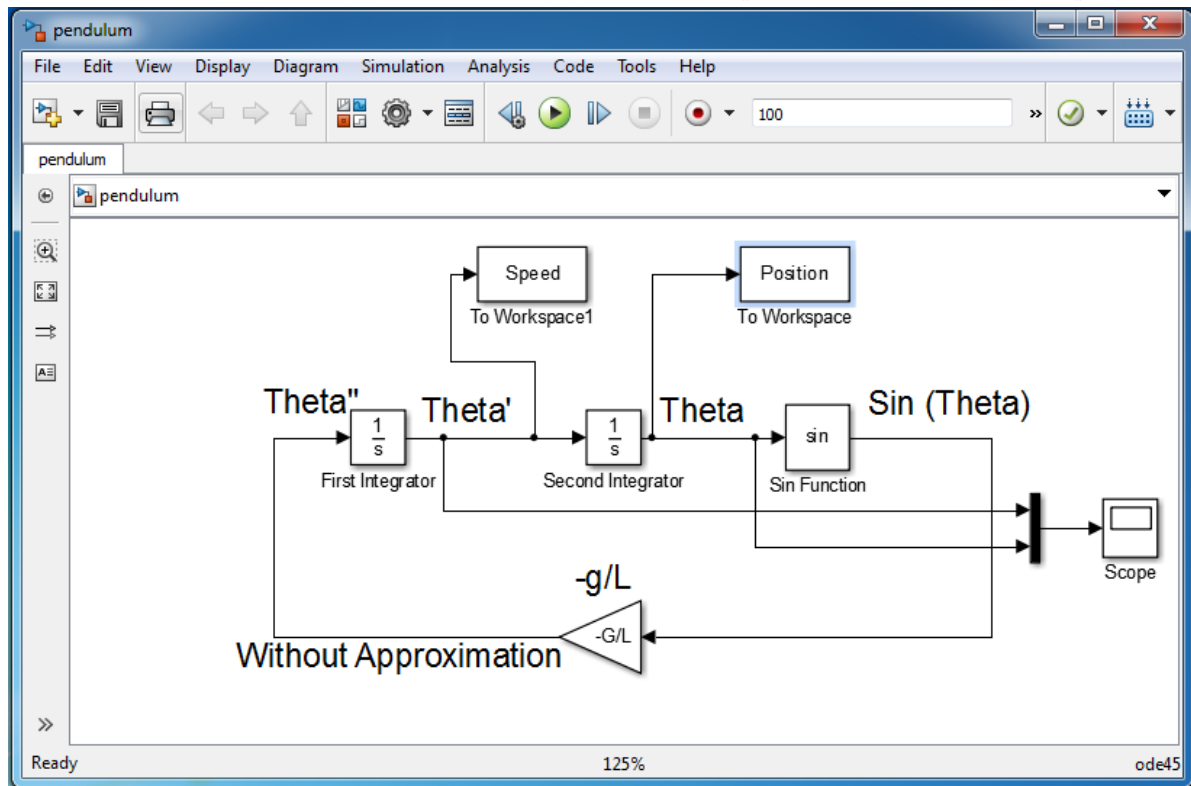 pendulum
File Edit View Display Diagram Simulation Analysis Code Tools Help
100
pendulum
pendulum
Speed
Position
To Workspace1
To Workspace
Theta"
Theta'
Theta
Sin (Theta)
1
s
1
s
sin
First Integrator
Second Integrator
Sin Function
Scope
-g/L
-G/L
Without Approximation
Ready 125% ode45